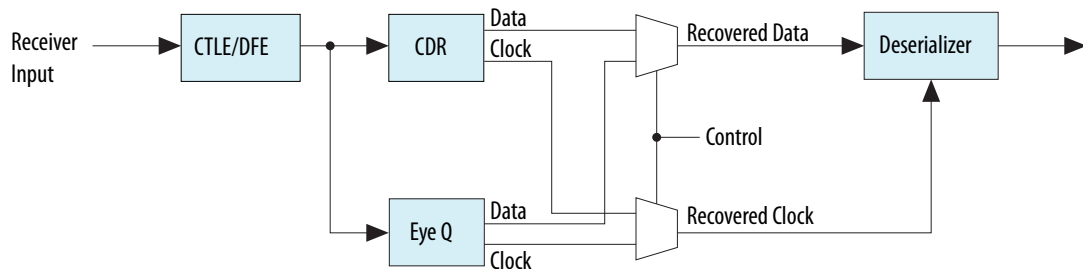 Receiver
Input
CTLE/DFE
CDR
Data
Clock
Recovered Data
Deserializer
Control
Eye Q
Data
Clock
Recovered Clock